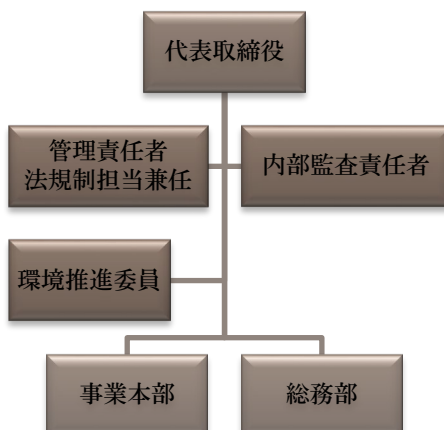 代表取締役
管理責任者
法規制担当兼任
内部監査責任者
環境推進委員
事業本部
総務部